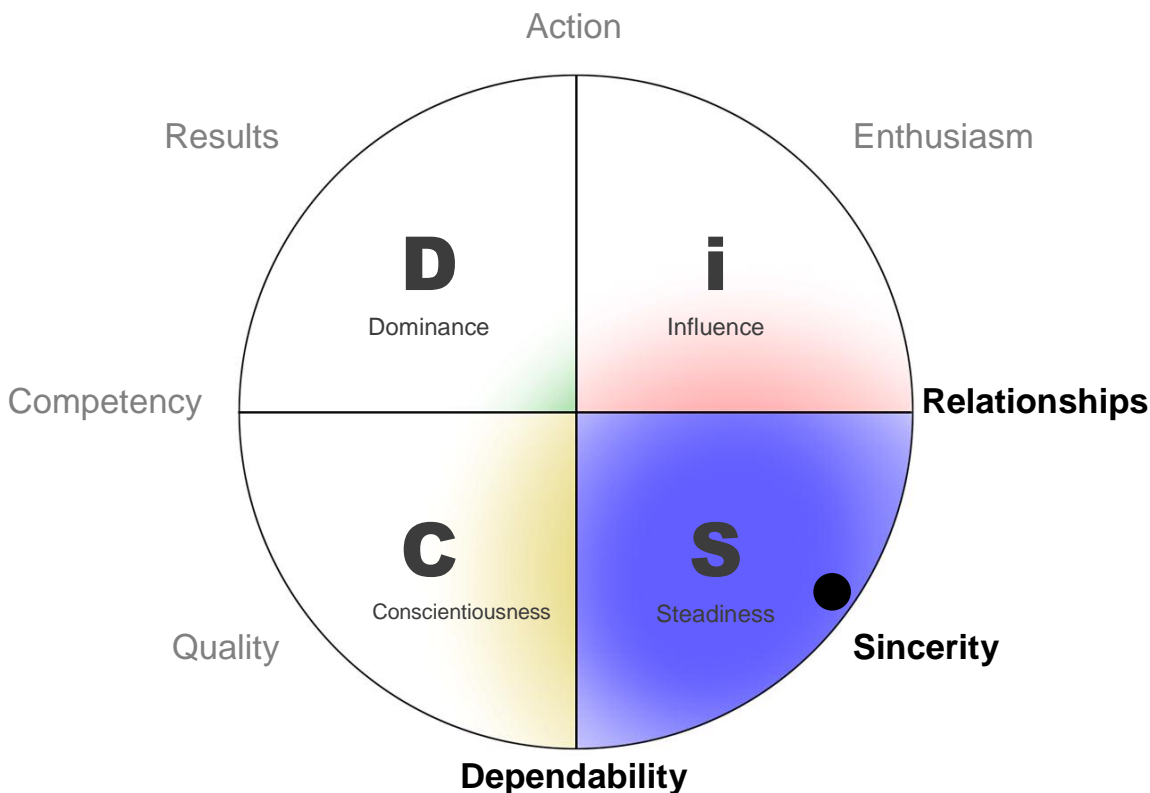 Action
Results
Enthusiasm
D
i
Dominance
Influence
Competency
Relationships
C
S
Conscientiousness
Steadiness
Quality
Sincerity
Dependability